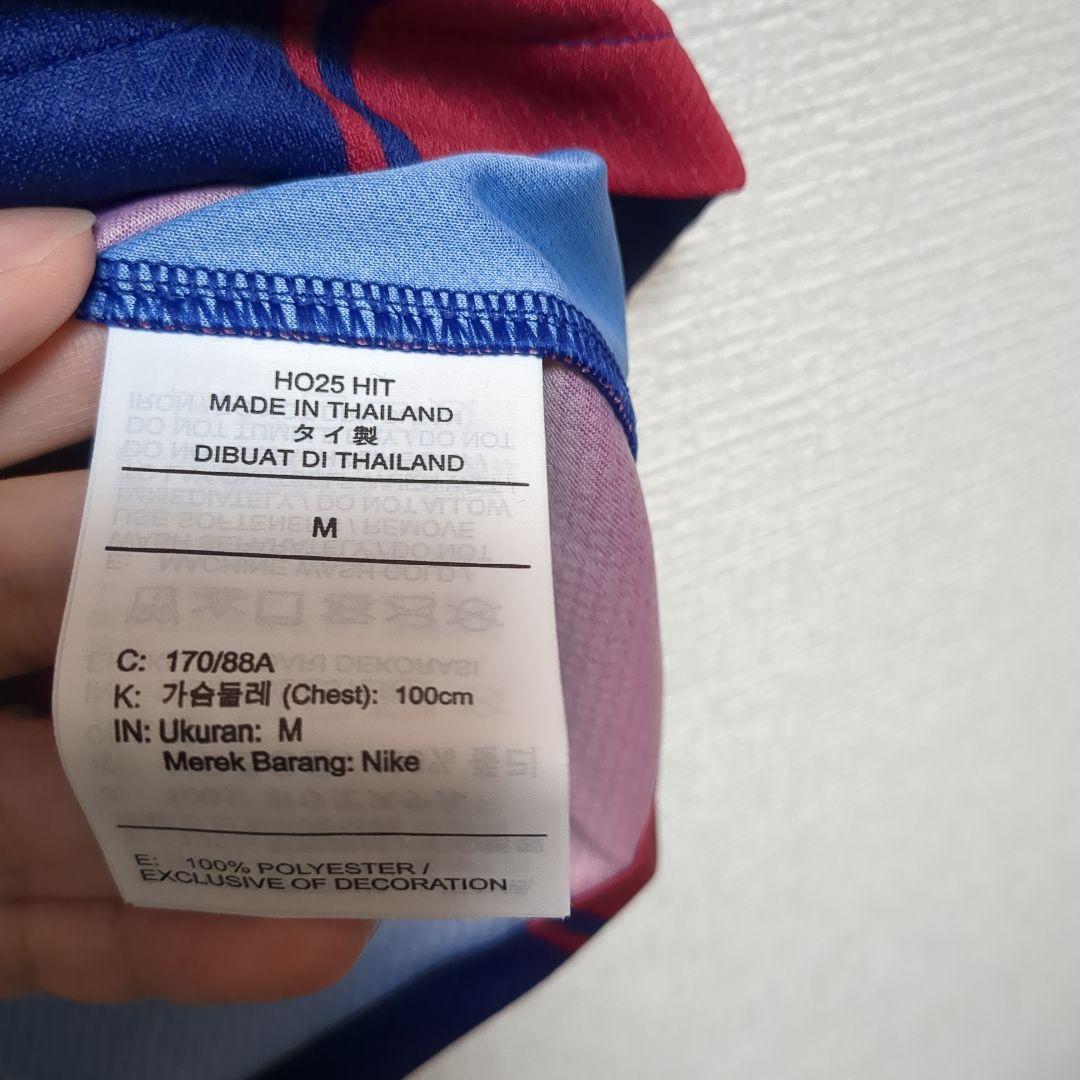 HO25 HIT
MADE IN THAILAND
タイ製
DIBUAT DI THAILAND
M
C: 170/88A
K: 가슴둘레 (Chest): 100cm
IN: Ukuran: M
Merek Barang: Nike
E: 100% POLYESTER /
EXCLUSIVE OF DECORATION